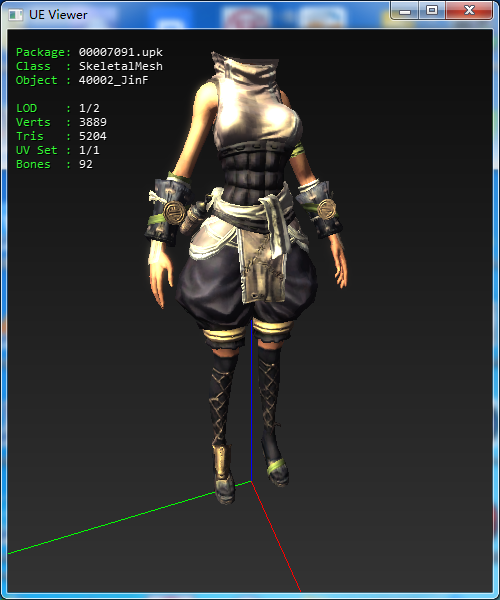 UE Viewer
Package: 00007091.upk
Class : SkeletalMesh
Object : 40002_JinF
LOD : 1/2
Verts : 3889
Tris : 5204
UV Set : 1/1
Bones : 92